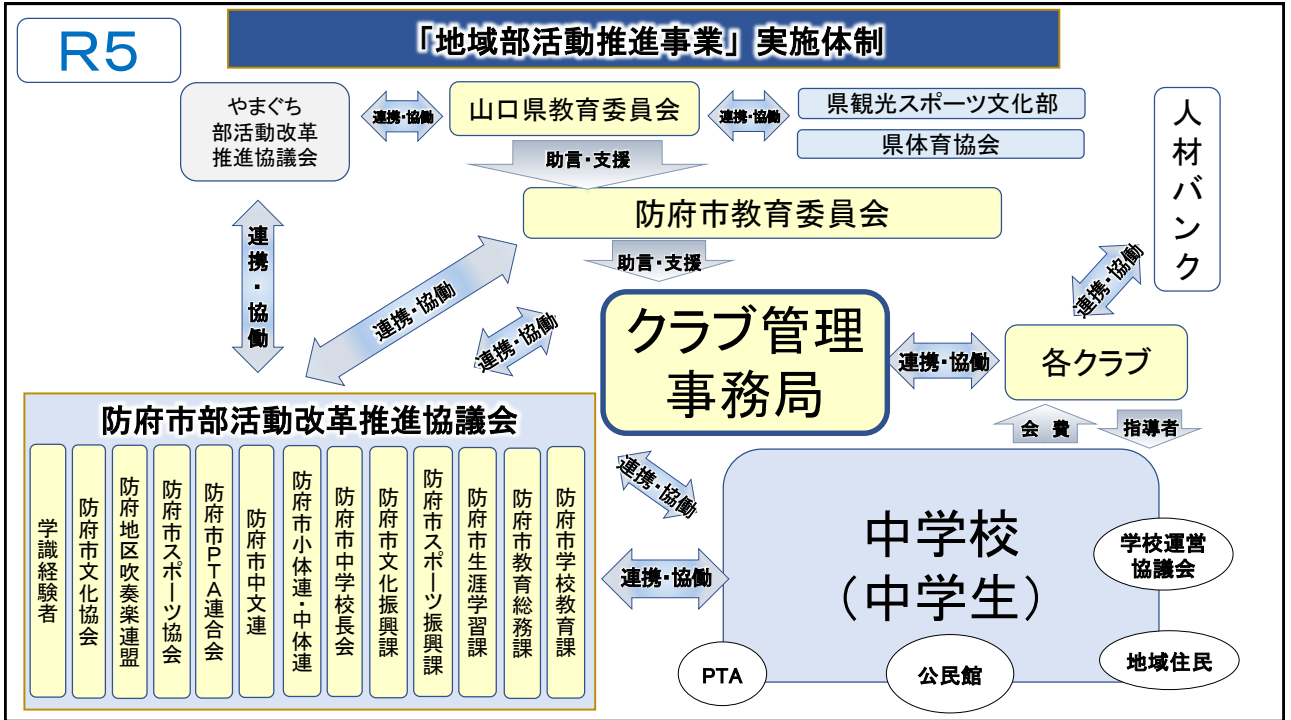 R5
「地域部活動推進事業」実施体制
やまぐち
部活動改革
推進協議会
連携・協働
山口県教育委員会
連携・協働
県観光スポーツ文化部
県体育協会
人材バンク
助言・支援
防府市教育委員会
助言・支援
連携・協働
連携・協働
連携・協働
連携・協働
クラブ管理
事務局
連携・協働
各クラブ
会 費
指導者
防府市部活動改革推進協議会
学識経験者
防府市文化協会
防府地区吹奏楽連盟
防府市スポーツ協会
防府市PTA連合会
防府市中文連
防府市小体連・中体連
防府市中学校長会
防府市文化振興課
防府市スポーツ振興課
防府市生涯学習課
防府市教育総務課
防府市学校教育課
連携・協働
連携・協働
中学校
（中学生）
学校運営
協議会
地域住民
公民館
PTA